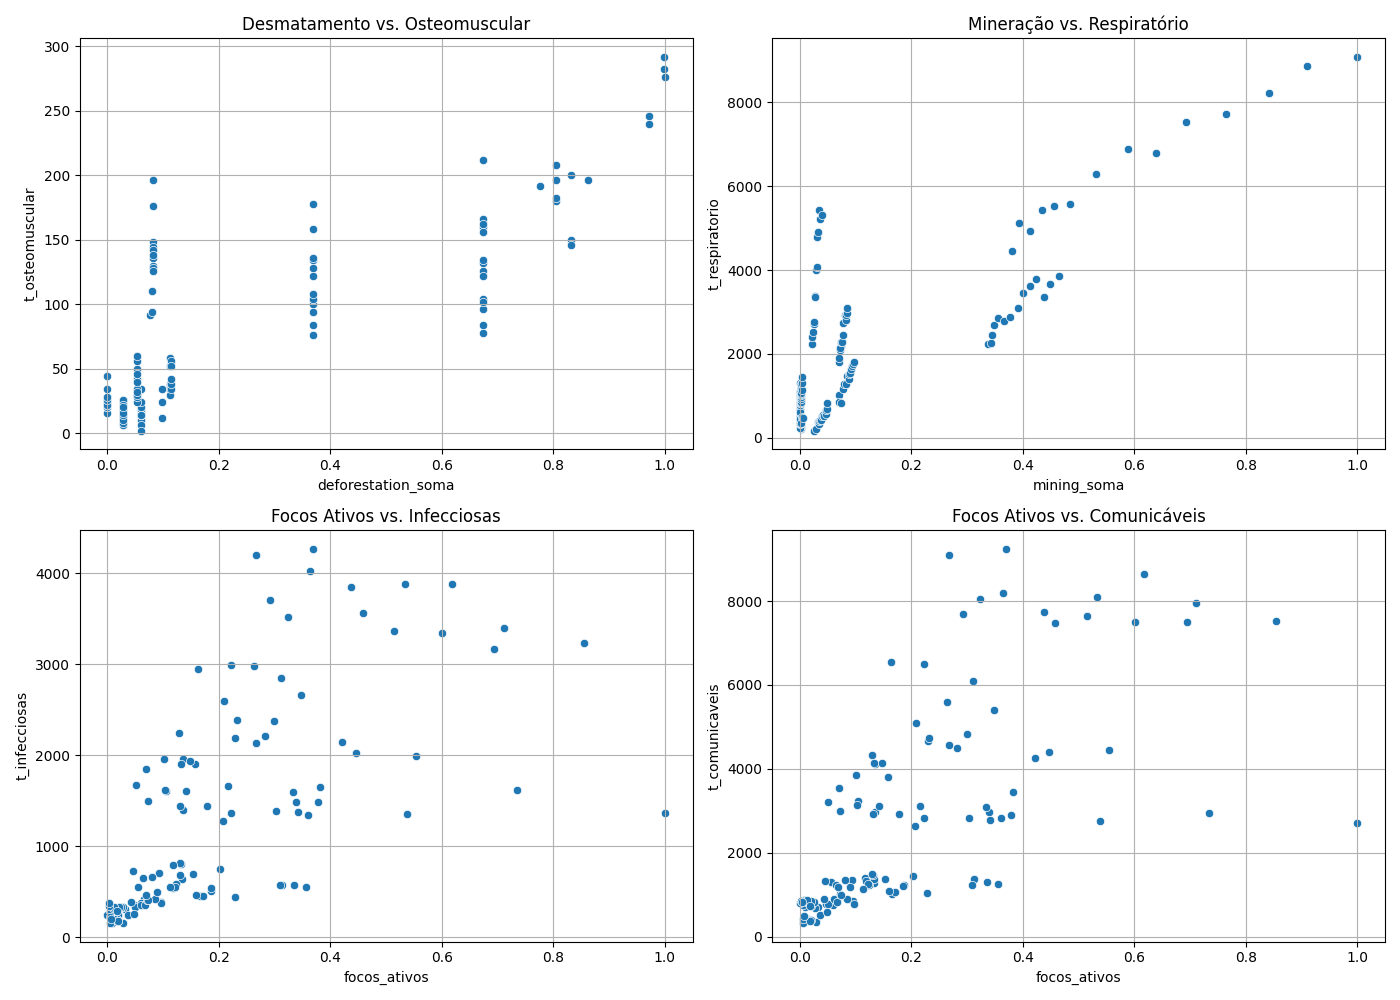 Desmatamento vs. Osteomuscular
300
250
200
150
100
50
0
t_osteomuscular
0.0 0.2 0.4 0.6 0.8 1.0
deforestation_soma
Mineração vs. Respiratório
8000
6000
4000
2000
0
t_respiratorio
0.0 0.2 0.4 0.6 0.8 1.0
mining_soma
Focos Ativos vs. Infecciosas
4000
3000
2000
1000
0
t_infecciosas
0.0 0.2 0.4 0.6 0.8 1.0
focos_ativos
Focos Ativos vs. Comunicáveis
8000
6000
4000
2000
0
t_comunicaveis
0.0 0.2 0.4 0.6 0.8 1.0
focos_ativos